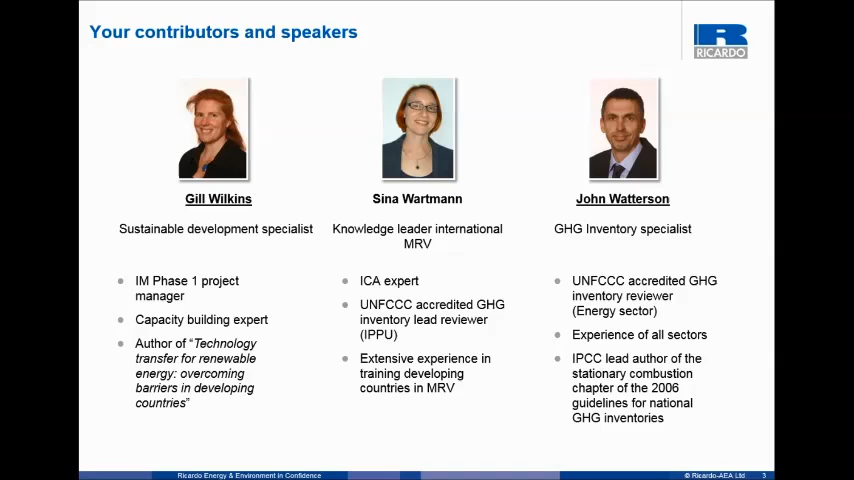 Your contributors and speakers
RICARDO
Gill Wilkins
Sustainable development specialist
IM Phase 1 project
manager
Capacity building expert
Author of “Technology
transfer for renewable
energy: overcoming
barriers in developing
countries”
Sina Wartmann
Knowledge leader international
MRV
ICA expert
UNFCCC accredited GHG
inventory lead reviewer
(IPPU)
Extensive experience in
training developing
countries in MRV
John Watterson
GHG Inventory specialist
UNFCCC accredited GHG
inventory reviewer
(Energy sector)
Experience of all sectors
IPCC lead author of the
stationary combustion
chapter of the 2006
guidelines for national
GHG inventories
Ricardo Energy & Environment in Confidence
© Ricardo-AEA Ltd
3